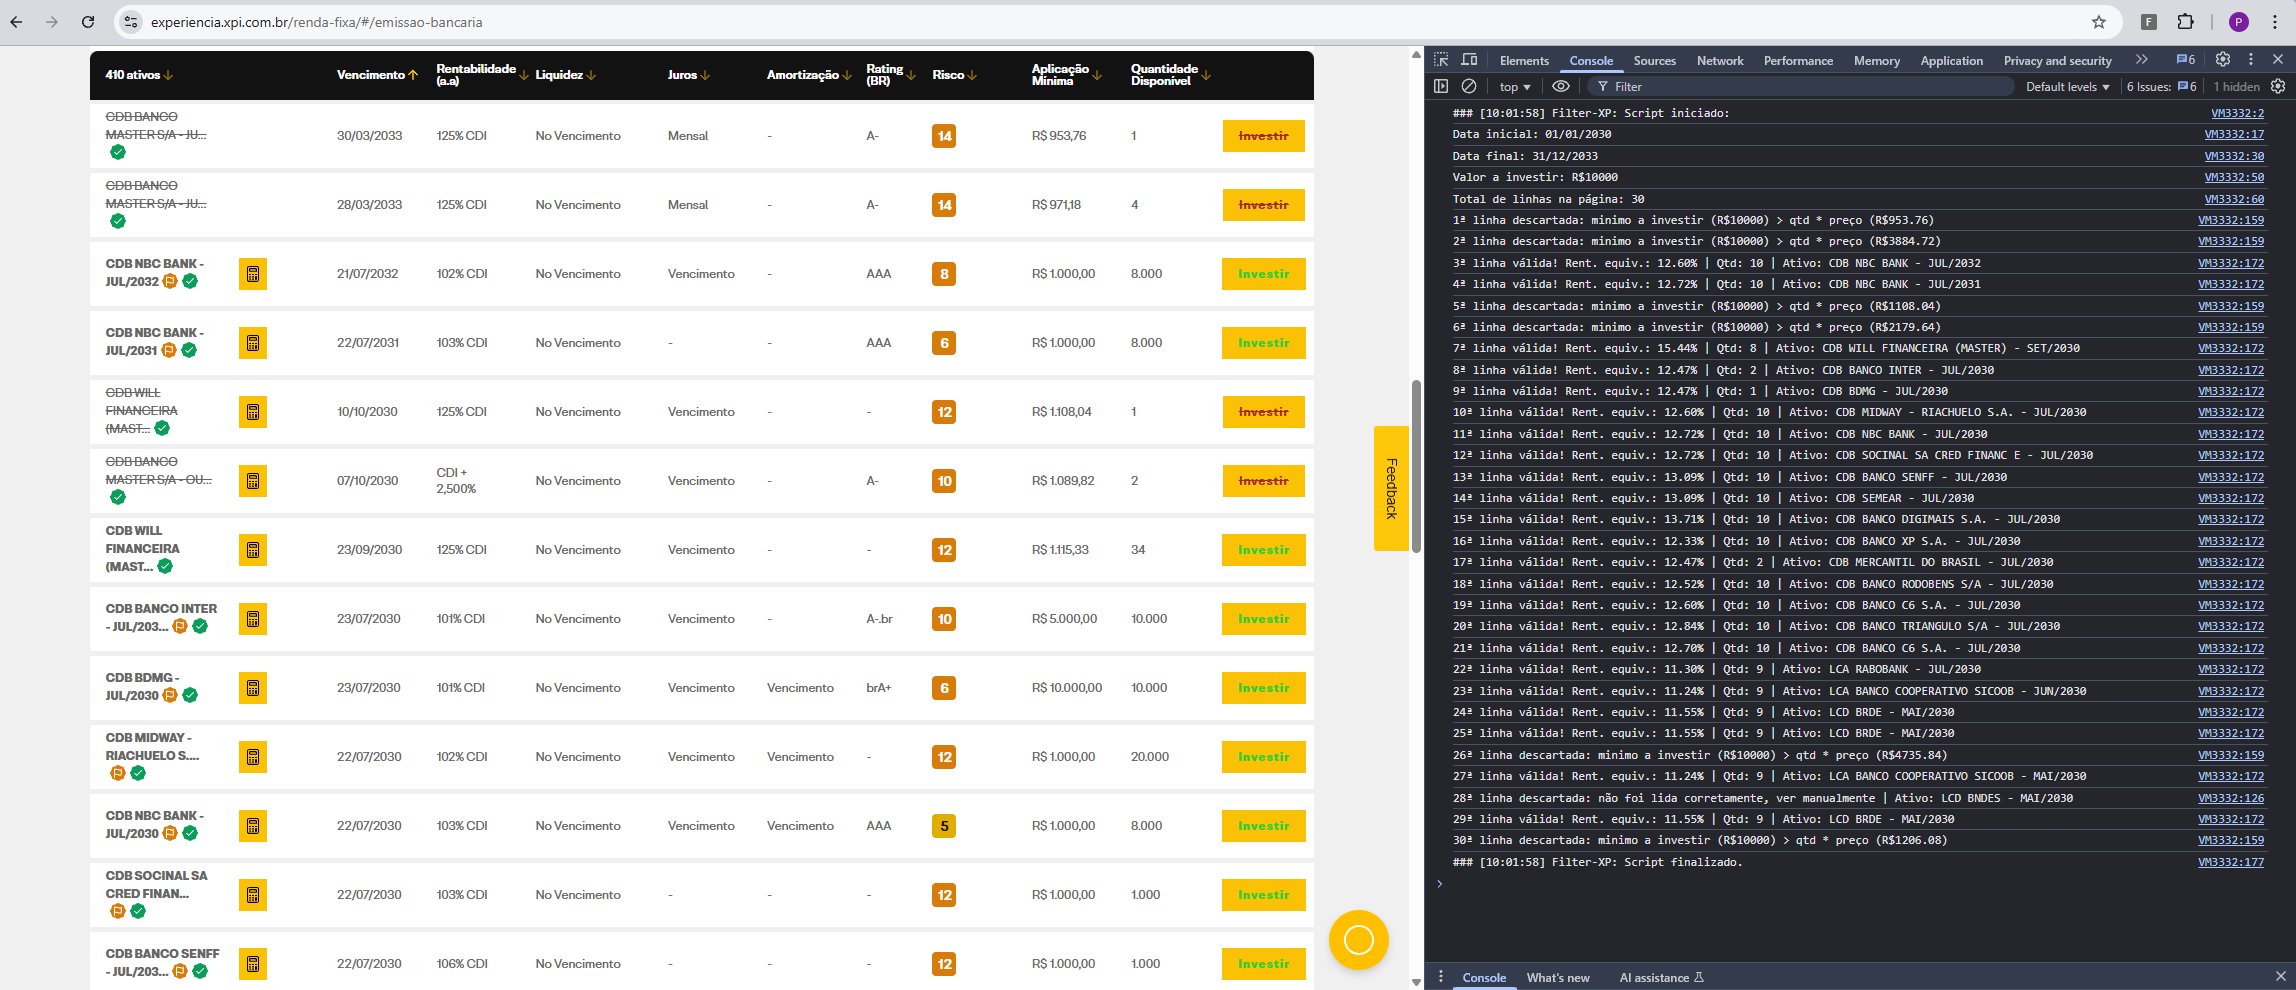 experiencia.xpi.com.br/renda-fixa/#/emissao-bancaria
F
P
410 ativos
Vencimento
Rentabilidade (a.a)
Liquidez
Juros
Amortização
Rating (BR)
Risco
Aplicação Mínima
Quantidade Disponível
CDB BANCO MASTER S/A - JU...
30/03/2033 125% CDI No Vencimento Mensal - A- 14 R$ 953,76 1 Investir
CDB BANCO MASTER S/A - JU...
28/03/2033 125% CDI No Vencimento Mensal - A- 14 R$ 971,18 4 Investir
CDB NBC BANK - JUL/2032
21/07/2032 102% CDI No Vencimento Vencimento - AAA 8 R$ 1.000,00 8.000 Investir
CDB NBC BANK - JUL/2031
22/07/2031 103% CDI No Vencimento - - AAA 6 R$ 1.000,00 8.000 Investir
CDB WILL FINANCEIRA (MAST...
10/10/2030 125% CDI No Vencimento Vencimento - - 12 R$ 1.108,04 1 Investir
CDB BANCO MASTER S/A - OU...
07/10/2030 CDI + 2,500% No Vencimento Vencimento - A- 10 R$ 1.089,82 2 Investir
CDB WILL FINANCEIRA (MAST...
23/09/2030 125% CDI No Vencimento Vencimento - - 12 R$ 1.115,33 34 Investir
CDB BANCO INTER - JUL/203...
23/07/2030 101% CDI No Vencimento Vencimento - A-.br 10 R$ 5.000,00 10.000 Investir
CDB BDMG - JUL/2030
23/07/2030 101% CDI No Vencimento Vencimento Vencimento brA+ 6 R$ 10.000,00 10.000 Investir
CDB MIDWAY - RIACHUELO S....
22/07/2030 102% CDI No Vencimento Vencimento Vencimento - 12 R$ 1.000,00 20.000 Investir
CDB NBC BANK - JUL/2030
22/07/2030 103% CDI No Vencimento Vencimento Vencimento AAA 5 R$ 1.000,00 8.000 Investir
CDB SOCINAL SA CRED FINAN...
22/07/2030 103% CDI No Vencimento - - - 12 R$ 1.000,00 1.000 Investir
CDB BANCO SENFF - JUL/203...
22/07/2030 106% CDI No Vencimento - - - 12 R$ 1.000,00 1.000 Investir
Feedback
Elements Console Sources Network Performance Memory Application Privacy and security 6
top Filter Default levels 6 Issues: 6 1 hidden
### [10:01:58] Filter-XP: Script iniciado: VM3332:2
Data inicial: 01/01/2030 VM3332:17
Data final: 31/12/2033 VM3332:30
Valor a investir: R$10000 VM3332:50
Total de linhas na página: 30 VM3332:60
1ª linha descartada: minimo a investir (R$10000) > qtd * preço (R$953.76) VM3332:159
2ª linha descartada: minimo a investir (R$10000) > qtd * preço (R$3884.72) VM3332:159
3ª linha válida! Rent. equiv.: 12.60% | Qtd: 10 | Ativo: CDB NBC BANK - JUL/2032 VM3332:172
4ª linha válida! Rent. equiv.: 12.72% | Qtd: 10 | Ativo: CDB NBC BANK - JUL/2031 VM3332:172
5ª linha descartada: minimo a investir (R$10000) > qtd * preço (R$1108.04) VM3332:159
6ª linha descartada: minimo a investir (R$10000) > qtd * preço (R$2179.64) VM3332:159
7ª linha válida! Rent. equiv.: 15.44% | Qtd: 8 | Ativo: CDB WILL FINANCEIRA (MASTER) - SET/2030 VM3332:172
8ª linha válida! Rent. equiv.: 12.47% | Qtd: 2 | Ativo: CDB BANCO INTER - JUL/2030 VM3332:172
9ª linha válida! Rent. equiv.: 12.47% | Qtd: 1 | Ativo: CDB BDMG - JUL/2030 VM3332:172
10ª linha válida! Rent. equiv.: 12.60% | Qtd: 10 | Ativo: CDB MIDWAY - RIACHUELO S.A. - JUL/2030 VM3332:172
11ª linha válida! Rent. equiv.: 12.72% | Qtd: 10 | Ativo: CDB NBC BANK - JUL/2030 VM3332:172
12ª linha válida! Rent. equiv.: 12.72% | Qtd: 10 | Ativo: CDB SOCINAL SA CRED FINANC E - JUL/2030 VM3332:172
13ª linha válida! Rent. equiv.: 13.09% | Qtd: 10 | Ativo: CDB BANCO SENFF - JUL/2030 VM3332:172
14ª linha válida! Rent. equiv.: 13.09% | Qtd: 10 | Ativo: CDB SEMEAR - JUL/2030 VM3332:172
15ª linha válida! Rent. equiv.: 13.71% | Qtd: 10 | Ativo: CDB BANCO DIGIMAIS S.A. - JUL/2030 VM3332:172
16ª linha válida! Rent. equiv.: 12.33% | Qtd: 10 | Ativo: CDB BANCO XP S.A. - JUL/2030 VM3332:172
17ª linha válida! Rent. equiv.: 12.47% | Qtd: 2 | Ativo: CDB MERCANTIL DO BRASIL - JUL/2030 VM3332:172
18ª linha válida! Rent. equiv.: 12.52% | Qtd: 10 | Ativo: CDB BANCO RODOBENS S/A - JUL/2030 VM3332:172
19ª linha válida! Rent. equiv.: 12.60% | Qtd: 10 | Ativo: CDB BANCO C6 S.A. - JUL/2030 VM3332:172
20ª linha válida! Rent. equiv.: 12.84% | Qtd: 10 | Ativo: CDB BANCO TRIANGULO S/A - JUL/2030 VM3332:172
21ª linha válida! Rent. equiv.: 12.70% | Qtd: 10 | Ativo: CDB BANCO C6 S.A. - JUL/2030 VM3332:172
22ª linha válida! Rent. equiv.: 11.30% | Qtd: 9 | Ativo: LCA RABOBANK - JUL/2030 VM3332:172
23ª linha válida! Rent. equiv.: 11.24% | Qtd: 9 | Ativo: LCA BANCO COOPERATIVO SICOOB - JUN/2030 VM3332:172
24ª linha válida! Rent. equiv.: 11.55% | Qtd: 9 | Ativo: LCD BRDE - MAI/2030 VM3332:172
25ª linha válida! Rent. equiv.: 11.55% | Qtd: 9 | Ativo: LCD BRDE - MAI/2030 VM3332:172
26ª linha descartada: minimo a investir (R$10000) > qtd * preço (R$4735.84) VM3332:159
27ª linha válida! Rent. equiv.: 11.24% | Qtd: 9 | Ativo: LCA BANCO COOPERATIVO SICOOB - MAI/2030 VM3332:172
28ª linha descartada: não foi lida corretamente, ver manualmente | Ativo: LCD BNDES - MAI/2030 VM3332:126
29ª linha válida! Rent. equiv.: 11.55% | Qtd: 9 | Ativo: LCD BRDE - MAI/2030 VM3332:172
30ª linha descartada: minimo a investir (R$10000) > qtd * preço (R$1206.08) VM3332:159
### [10:01:58] Filter-XP: Script finalizado. VM3332:177
Console What's new AI assistance